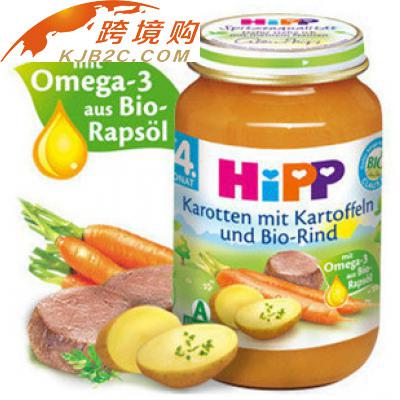 跨境购
KJB2C.COM
Omega-3
aus Bio-
Rapsöl
Spitzenqualität
4.
MONAT
HiPP
BIO
Karotten mit Kartoffeln
und Bio-Rind
mit
Omega-3
aus Bio-
Rapsöl
A